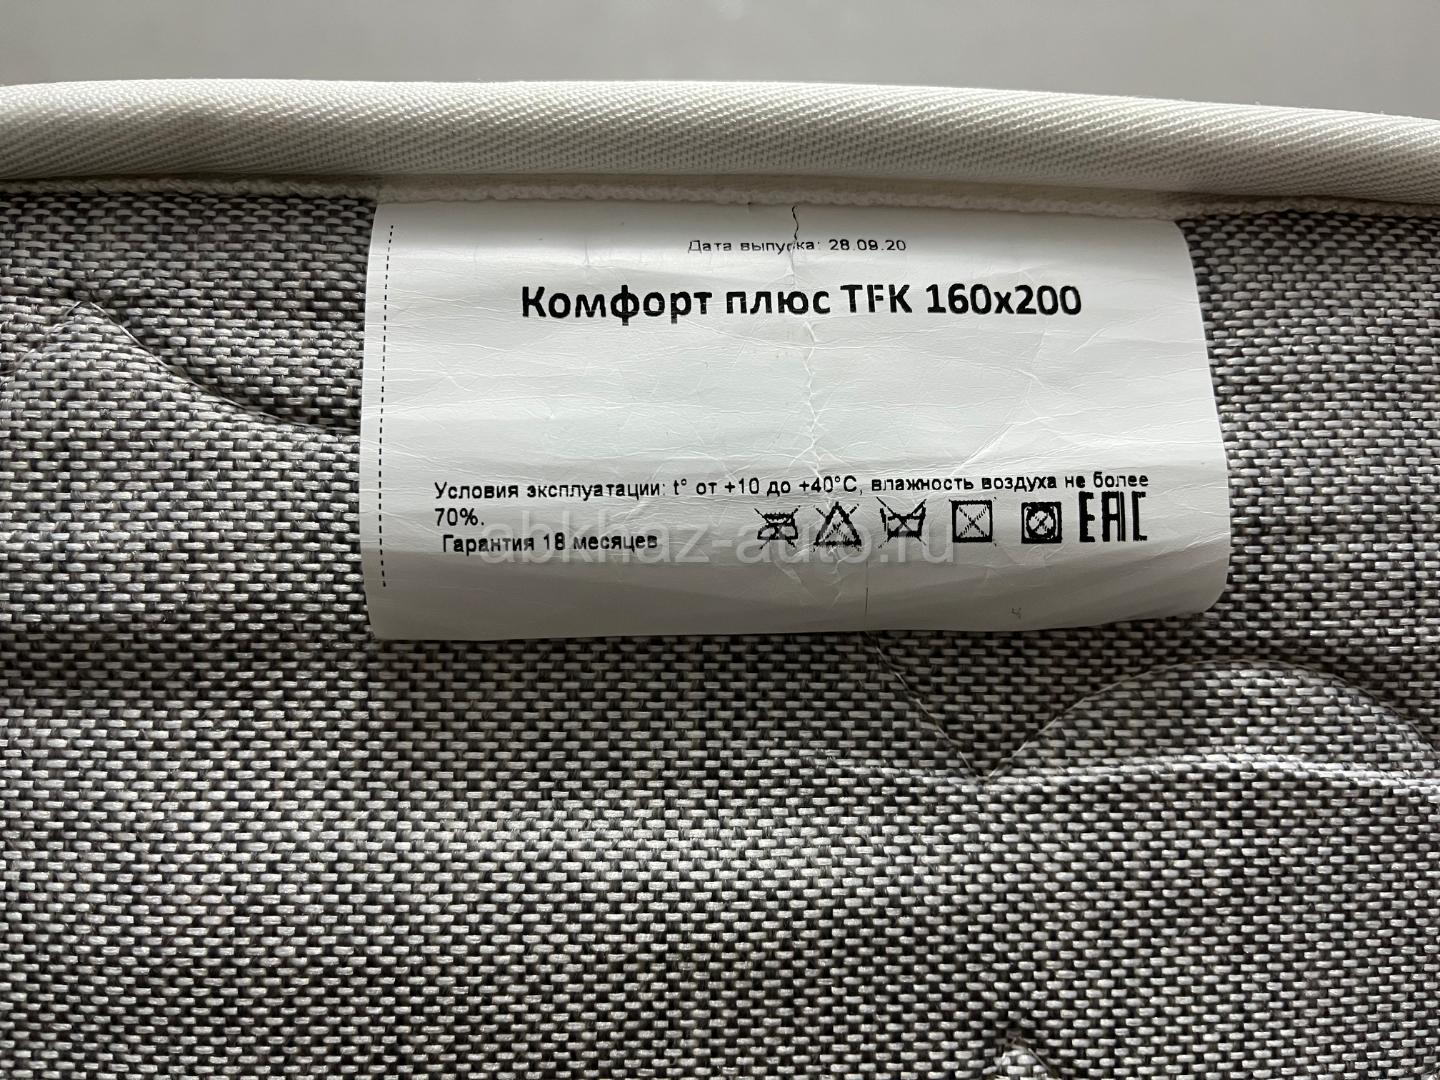 Дата выпуска: 28.09.20
Комфорт плюс TFK 160x200
Условия эксплуатации: t° от +10 до +40°С, влажность воздуха не более
70%.
Гарантия 18 месяцев
EAC
abkhaz-auto.ru